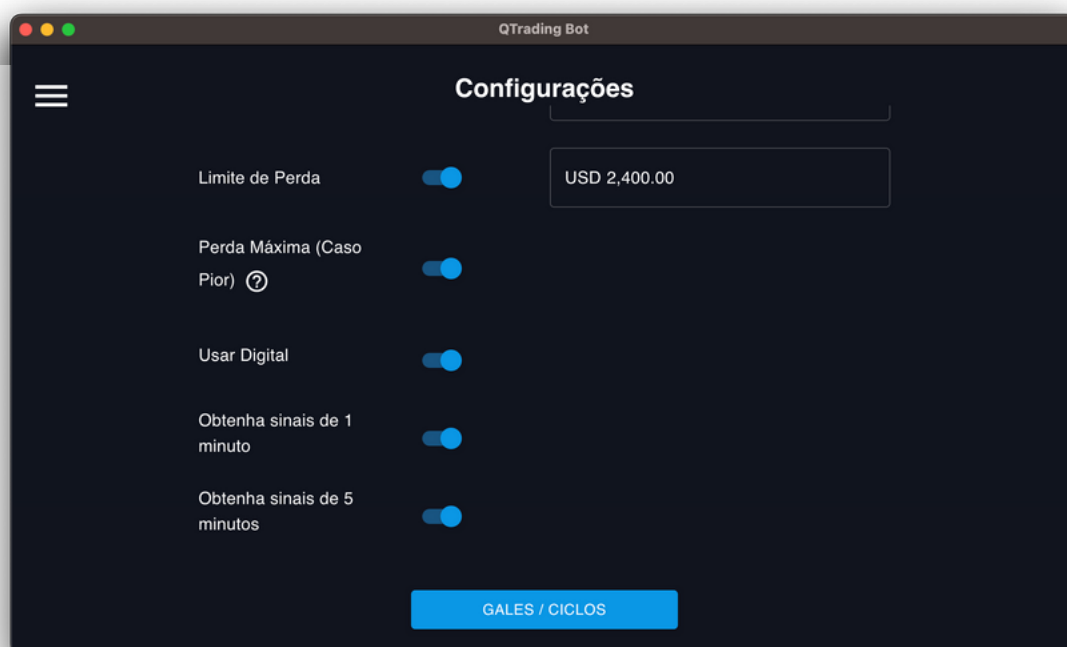 QTrading Bot
Configurações
Limite de Perda
USD 2,400.00
Perda Máxima (Caso
Pior) ?
Usar Digital
Obtenha sinais de 1
minuto
Obtenha sinais de 5
minutos
GALES / CICLOS